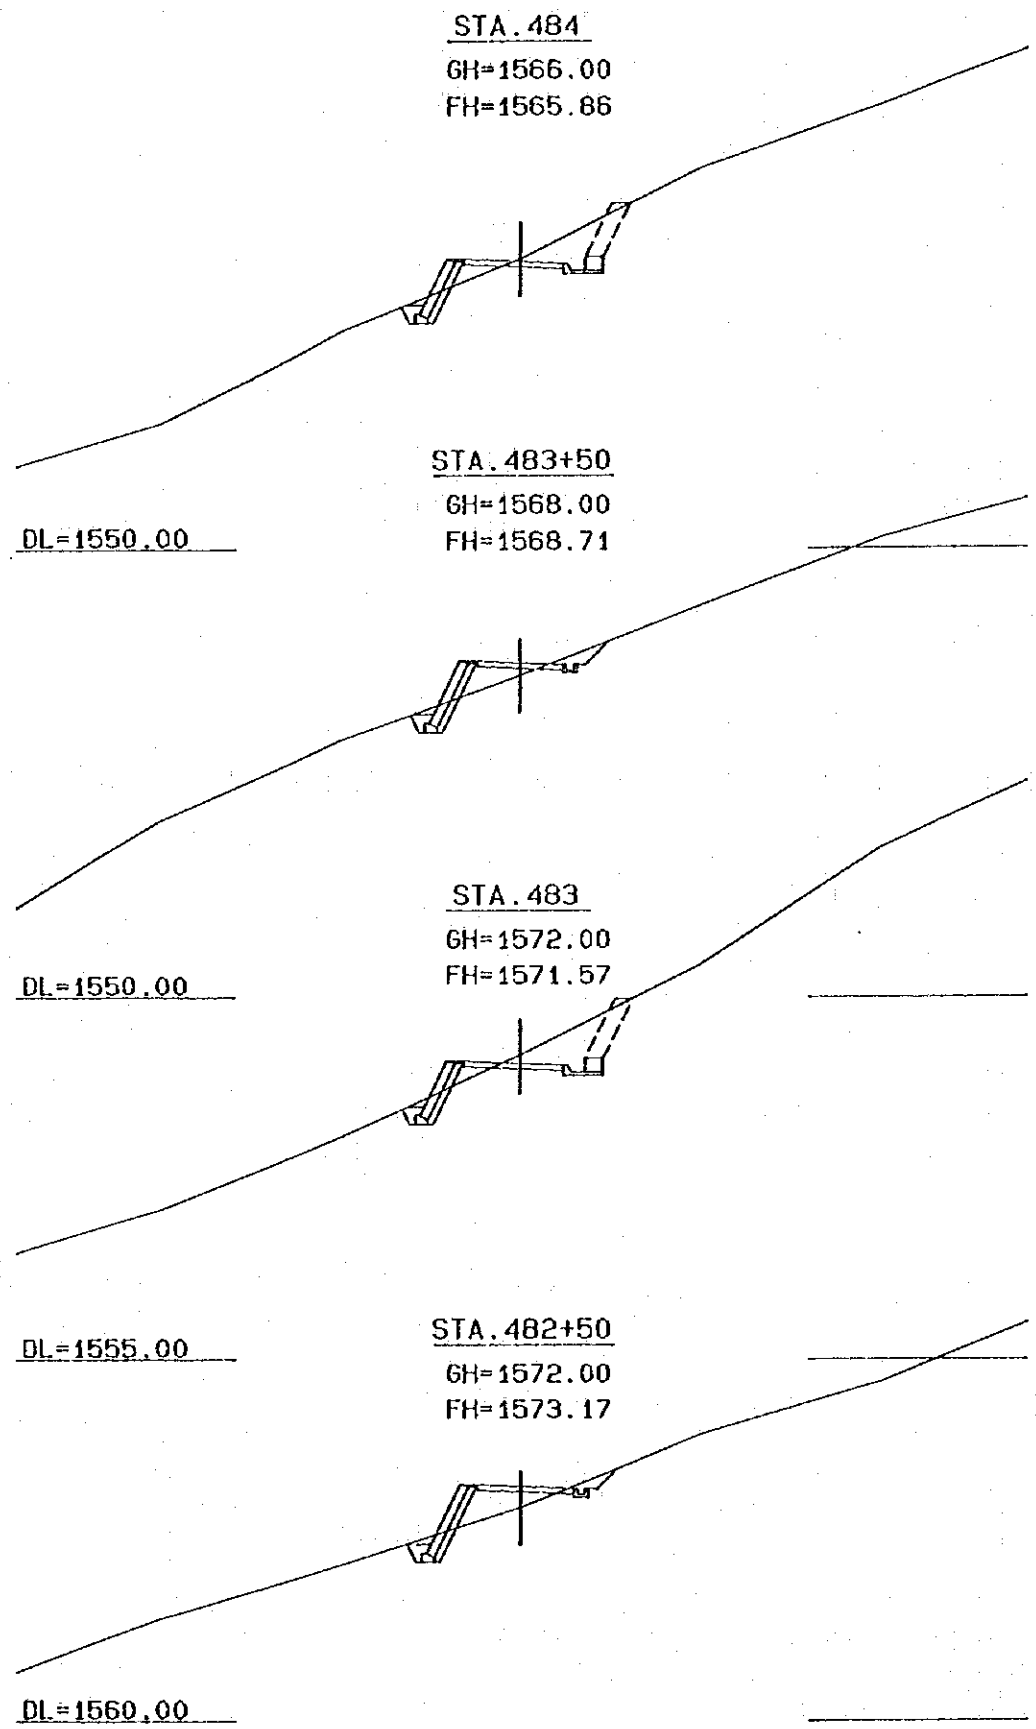 STA.484
GH=1566.00
FH=1565.86
STA.483+50
GH=1568.00
DL=1550.00
FH=1568.71
STA.483
GH=1572.00
FH=1571.57
DL=1550.00
STA.482+50
DL=1555.00
GH=1572.00
FH=1573.17
DL=1560.00